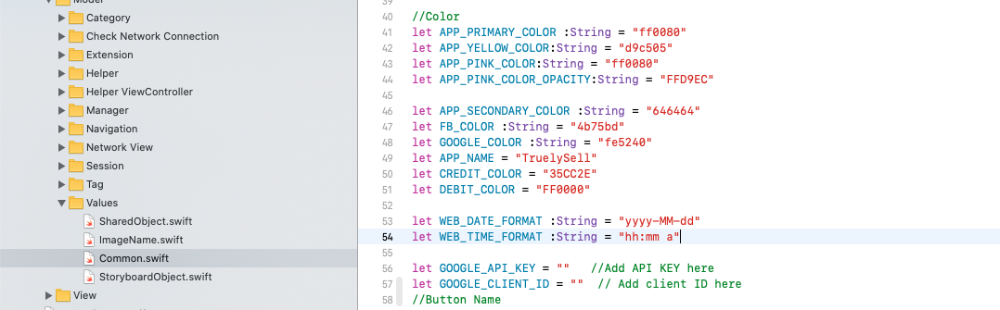 Model
Category
Check Network Connection
Extension
Helper
Helper ViewController
Manager
Navigation
Network View
Session
Tag
Values
SharedObject.swift
ImageName.swift
Common.swift
StoryboardObject.swift
View
39
40 //Color
41 let APP_PRIMARY_COLOR :String = "ff0080"
42 let APP_YELLOW_COLOR:String = "d9c505"
43 let APP_PINK_COLOR:String = "ff0080"
44 let APP_PINK_COLOR_OPACITY:String = "FFD9EC"
45
46 let APP_SECONDARY_COLOR :String = "646464"
47 let FB_COLOR :String = "4b75bd"
48 let GOOGLE_COLOR :String = "fe5240"
49 let APP_NAME = "TruelySell"
50 let CREDIT_COLOR = "35CC2E"
51 let DEBIT_COLOR = "FF0000"
52
53 let WEB_DATE_FORMAT :String = "yyyy-MM-dd"
54 let WEB_TIME_FORMAT :String = "hh:mm a"
55
56 let GOOGLE_API_KEY = "" //Add API KEY here
57 let GOOGLE_CLIENT_ID = "" // Add client ID here
58 //Button Name